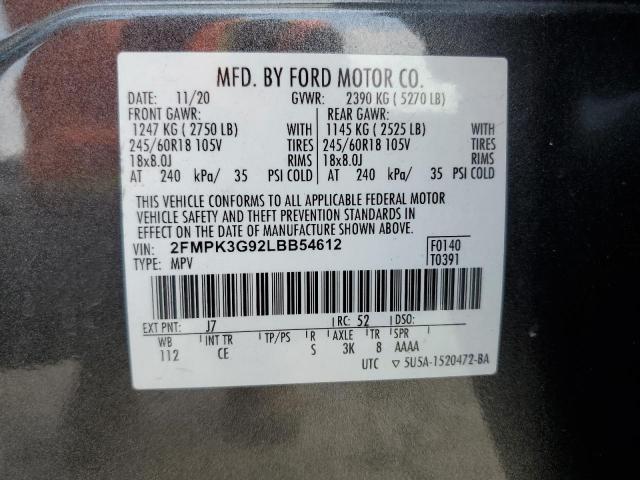 MFD. BY FORD MOTOR CO.
DATE: 11/20 GVWR: 2390 KG ( 5270 LB)
FRONT GAWR: REAR GAWR:
1247 KG ( 2750 LB) WITH 1145 KG ( 2525 LB) WITH
245/60R18 105V TIRES 245/60R18 105V TIRES
18x8.0J RIMS 18x8.0J RIMS
AT 240 kPa/ 35 PSI COLD AT 240 kPa/ 35 PSI COLD
THIS VEHICLE CONFORMS TO ALL APPLICABLE FEDERAL MOTOR
VEHICLE SAFETY AND THEFT PREVENTION STANDARDS IN
EFFECT ON THE DATE OF MANUFACTURE SHOWN ABOVE.
VIN: 2FMPK3G92LBB54612 F0140
TYPE: MPV T0391
EXT PNT: J7 RC: 52 DSO:
WB INT TR TP/PS R AXLE TR SPR
112 CE S 3K 8 AAAA
UTC ▽ 5U5A-1520472-BA